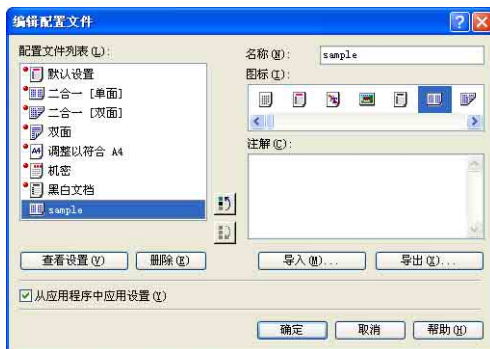 编辑配置文件
配置文件列表(L):
默认设置
二合一 [单面]
二合一 [双面]
双面
调整以符合 A4
机密
黑白文档
sample
查看设置(V)
删除(E)
名称(N):
sample
图标(I):
注解(C):
导入(M)...
导出(X)...
从应用程序中应用设置(Y)
确定
取消
帮助(H)